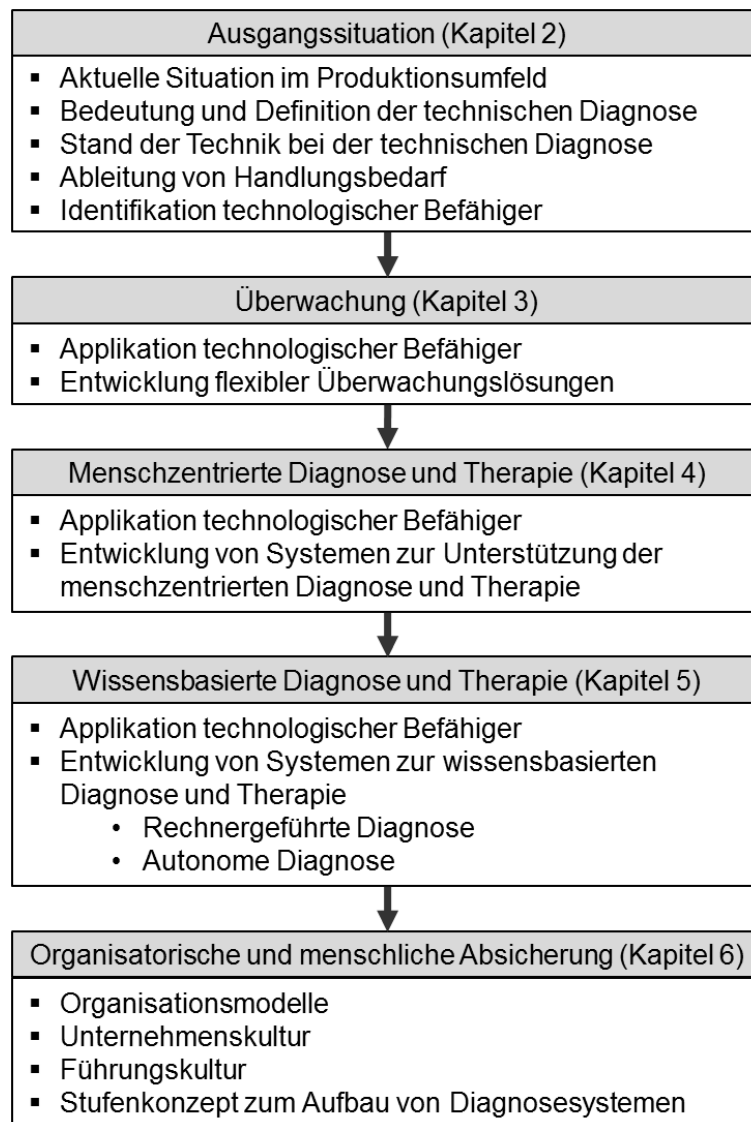 Ausgangssituation (Kapitel 2)
▪ Aktuelle Situation im Produktionsumfeld
▪ Bedeutung und Definition der technischen Diagnose
▪ Stand der Technik bei der technischen Diagnose
▪ Ableitung von Handlungsbedarf
▪ Identifikation technologischer Befähiger
Überwachung (Kapitel 3)
▪ Applikation technologischer Befähiger
▪ Entwicklung flexibler Überwachungslösungen
Menschzentrierte Diagnose und Therapie (Kapitel 4)
▪ Applikation technologischer Befähiger
▪ Entwicklung von Systemen zur Unterstützung der
menschzentrierten Diagnose und Therapie
Wissensbasierte Diagnose und Therapie (Kapitel 5)
▪ Applikation technologischer Befähiger
▪ Entwicklung von Systemen zur wissensbasierten
Diagnose und Therapie
• Rechnergeführte Diagnose
• Autonome Diagnose
Organisatorische und menschliche Absicherung (Kapitel 6)
▪ Organisationsmodelle
▪ Unternehmenskultur
▪ Führungskultur
▪ Stufenkonzept zum Aufbau von Diagnosesystemen